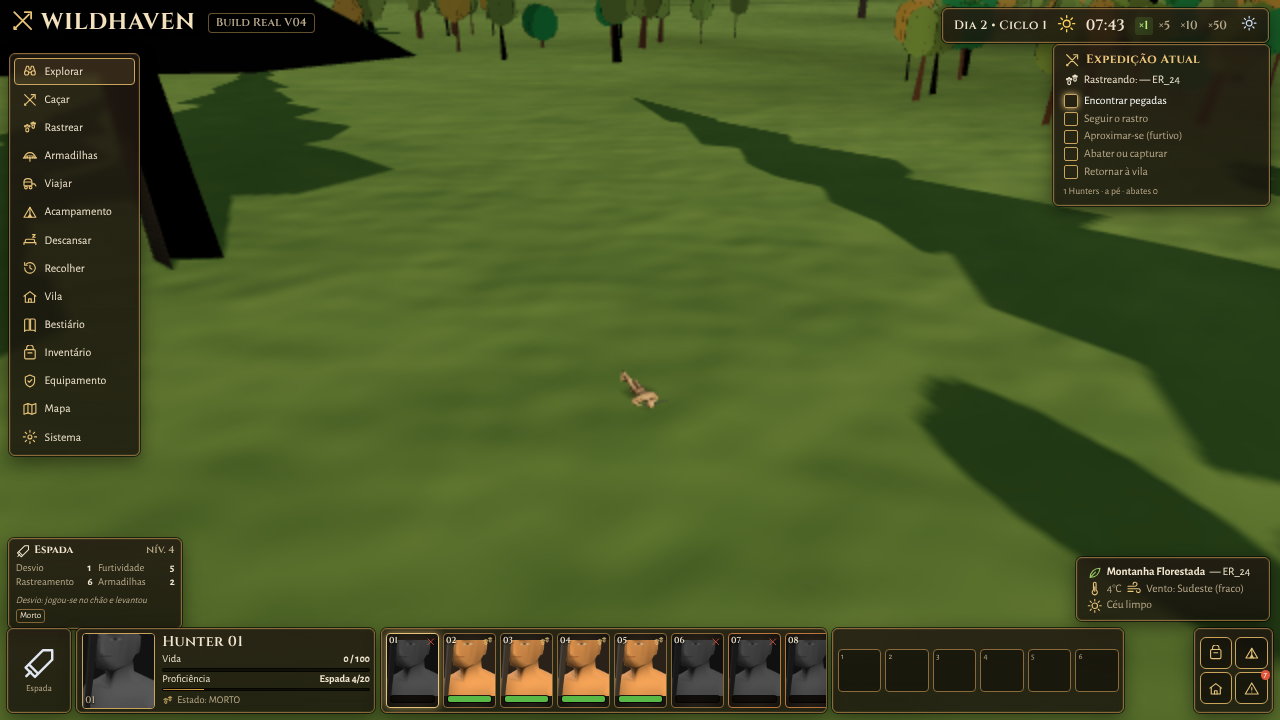 WILDHAVEN
BUILD REAL V04
DIA 2 • CICLO 1 07:43 ×1 ×5 ×10 ×50
Explorar
Caçar
Rastrear
Armadilhas
Viajar
Acampamento
Descansar
Recolher
Vila
Bestiário
Inventário
Equipamento
Mapa
Sistema
EXPEDIÇÃO ATUAL
Rastreando: — ER_24
Encontrar pegadas
Seguir o rastro
Aproximar-se (furtivo)
Abater ou capturar
Retornar à vila
1 Hunters · a pé · abates 0
ESPADA NÍV. 4
Desvio 1 Furtividade 5
Rastreamento 6 Armadilhas 2
Desvio: jogou-se no chão e levantou
Morto
Montanha Florestada — ER_24
4°C Vento: Sudeste (fraco)
Céu limpo
Espada
01
HUNTER 01
Vida 0 / 100
Proficiência Espada 4/20
Estado: MORTO
01 02 03 04 05 06 07 08
1 2 3 4 5 6
7